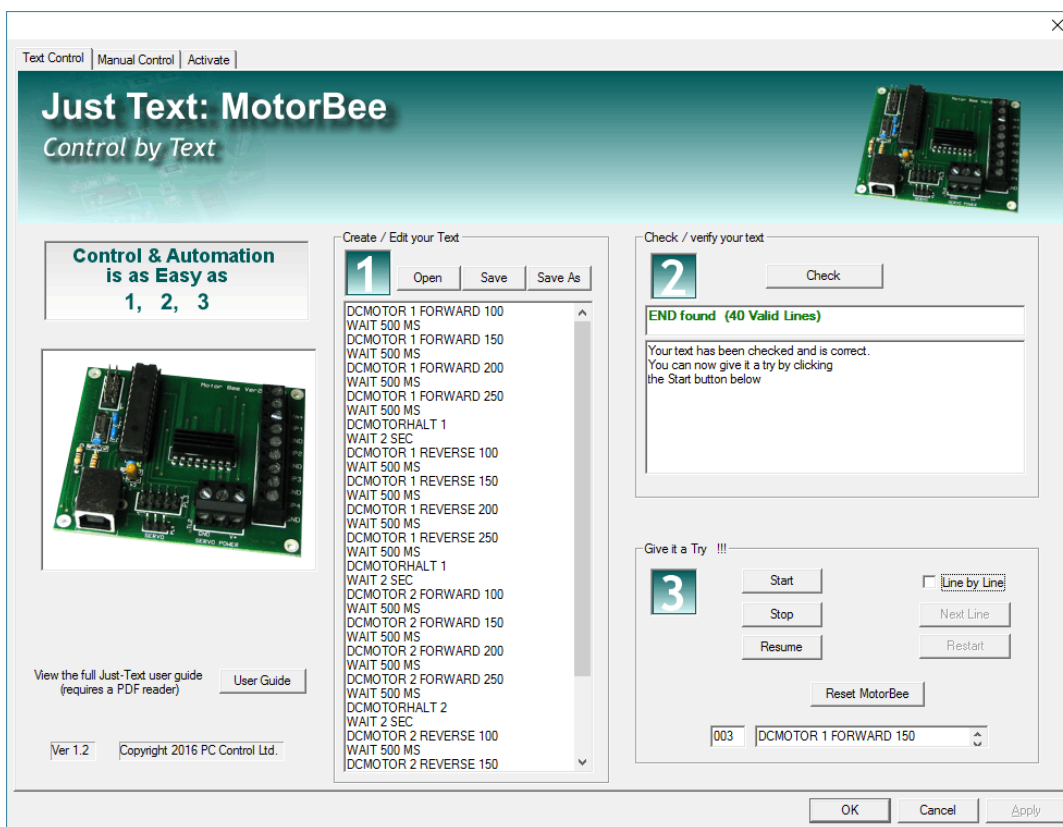 Text Control
Manual Control
Activate
Just Text: MotorBee
Control by Text
Control & Automation
is as Easy as
1, 2, 3
View the full Just-Text user guide
(requires a PDF reader)
User Guide
Ver 1.2
Copyright 2016 PC Control Ltd.
Create / Edit your Text
1
Open
Save
Save As
DCMOTOR 1 FORWARD 100
WAIT 500 MS
DCMOTOR 1 FORWARD 150
WAIT 500 MS
DCMOTOR 1 FORWARD 200
WAIT 500 MS
DCMOTOR 1 FORWARD 250
WAIT 500 MS
DCMOTORHALT 1
WAIT 2 SEC
DCMOTOR 1 REVERSE 100
WAIT 500 MS
DCMOTOR 1 REVERSE 150
WAIT 500 MS
DCMOTOR 1 REVERSE 200
WAIT 500 MS
DCMOTOR 1 REVERSE 250
WAIT 500 MS
DCMOTORHALT 1
WAIT 2 SEC
DCMOTOR 2 FORWARD 100
WAIT 500 MS
DCMOTOR 2 FORWARD 150
WAIT 500 MS
DCMOTOR 2 FORWARD 200
WAIT 500 MS
DCMOTOR 2 FORWARD 250
WAIT 500 MS
DCMOTORHALT 2
WAIT 2 SEC
DCMOTOR 2 REVERSE 100
WAIT 500 MS
DCMOTOR 2 REVERSE 150
Check / verify your text
2
Check
END found (40 Valid Lines)
Your text has been checked and is correct.
You can now give it a try by clicking
the Start button below
Give it a Try !!!
3
Start
Line by Line
Stop
Next Line
Resume
Restart
Reset MotorBee
003
DCMOTOR 1 FORWARD 150
OK
Cancel
Apply
Motor Bee
SERVO
GND V+
SERVO POWER